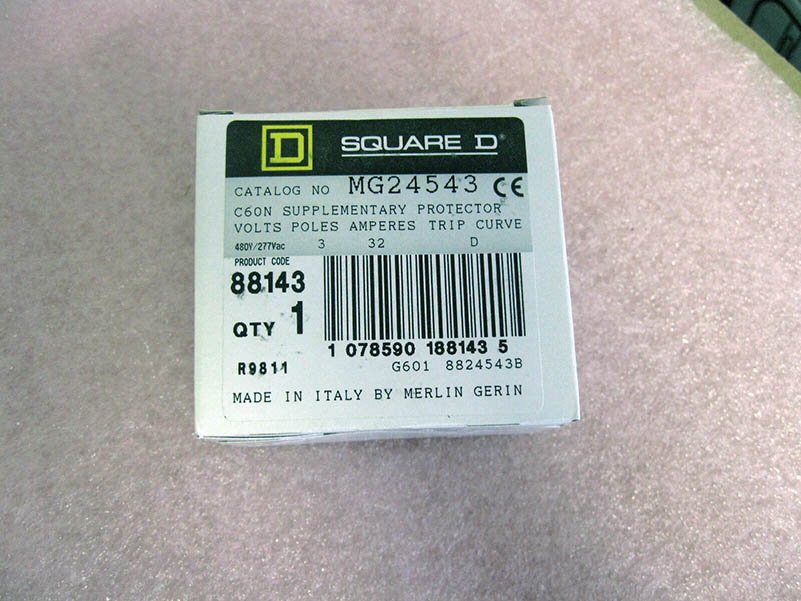 D SQUARE D®
CATALOG NO MG24543 CE
C60N SUPPLEMENTARY PROTECTOR
VOLTS POLES AMPERES TRIP CURVE
480V/277Vac 3 32 D
PRODUCT CODE
88143
QTY 1
1 078590 188143 5
R9811 G601 8824543B
MADE IN ITALY BY MERLIN GERIN